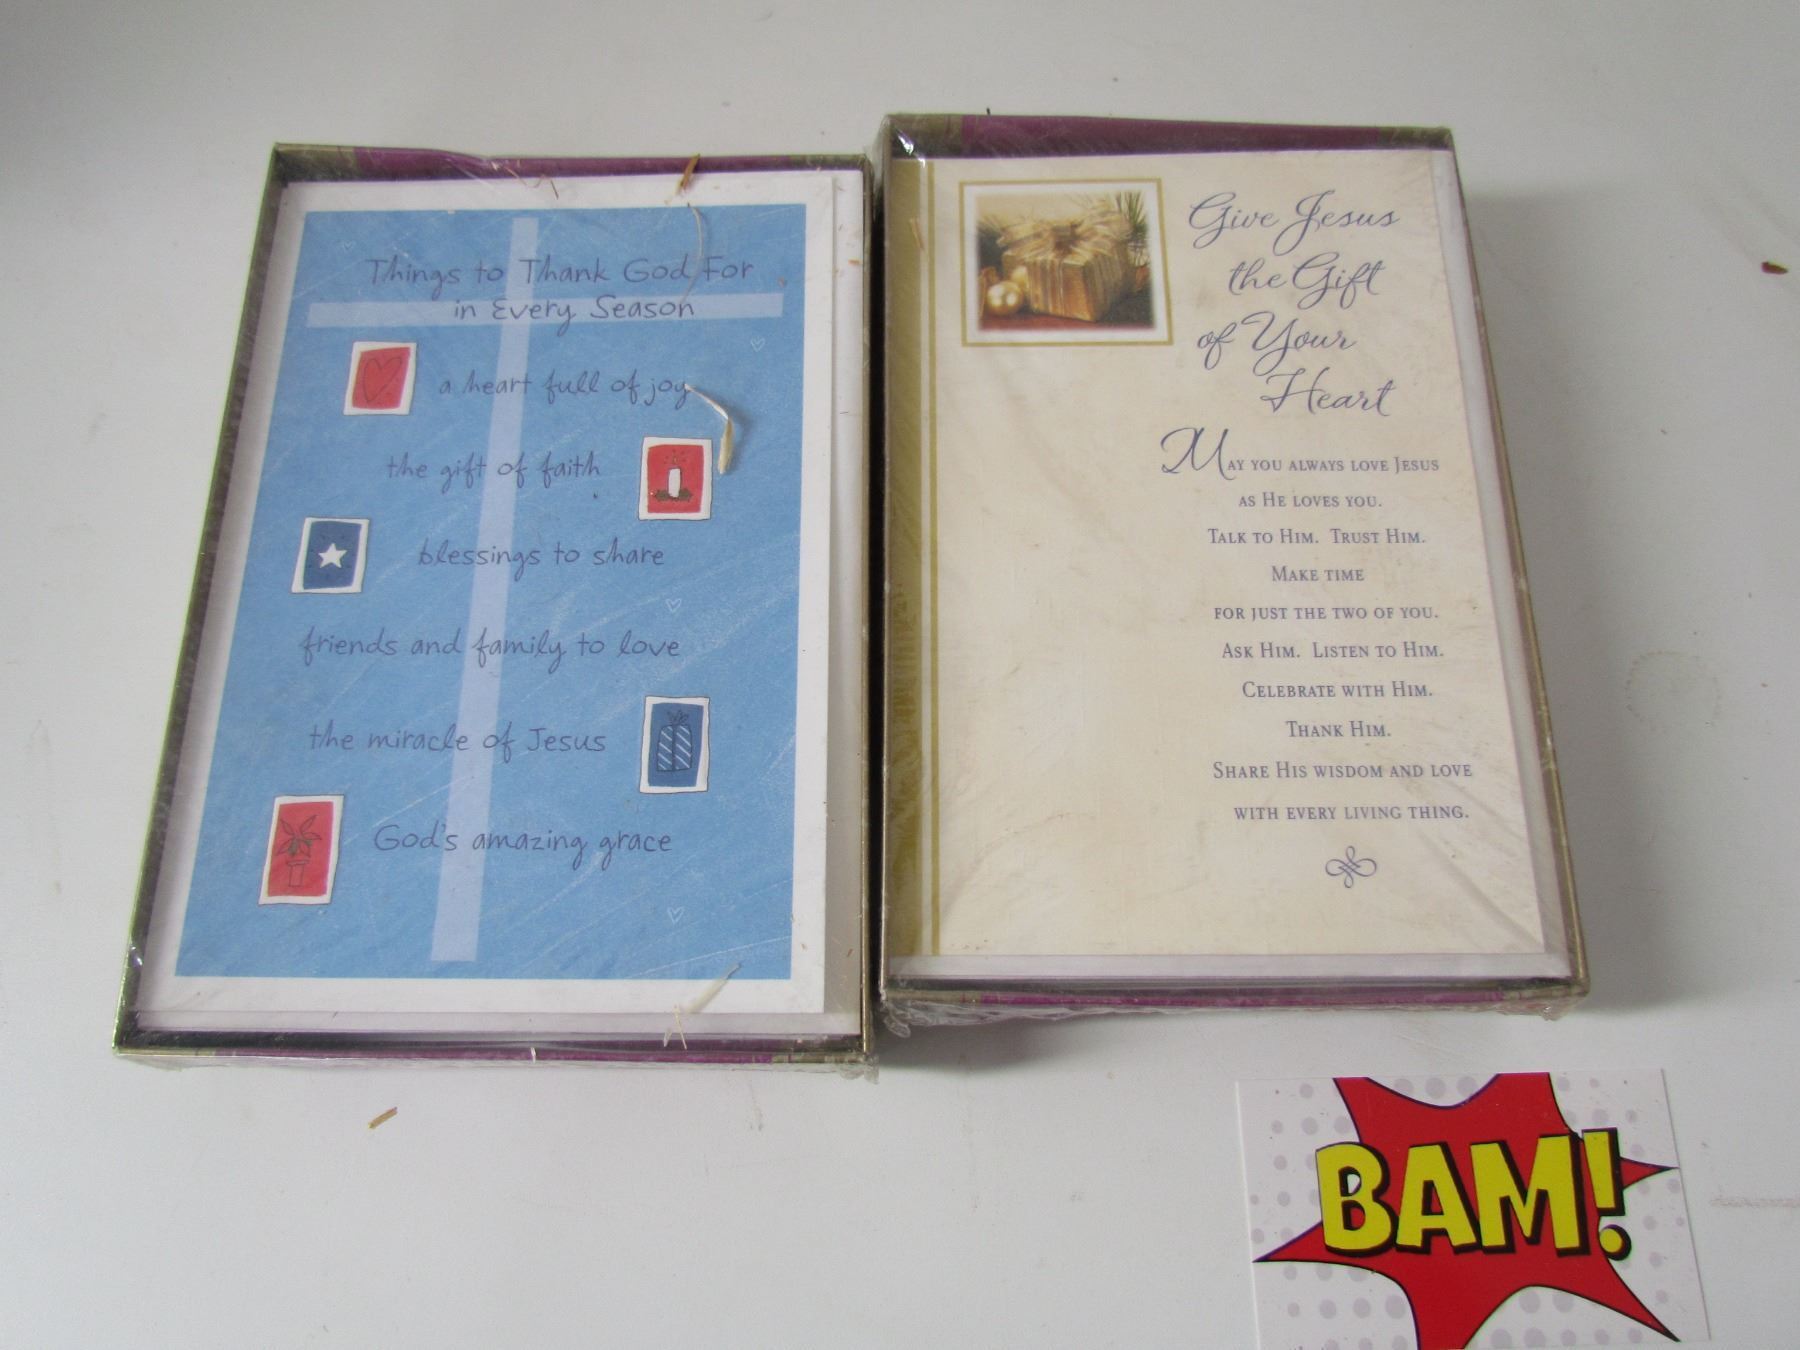 Things to Thank God For
in Every Season
a heart full of joy
the gift of faith
blessings to share
friends and family to love
the miracle of Jesus
God's amazing grace
Give Jesus
the Gift
of Your
Heart
May you always love Jesus
as He loves you.
Talk to Him. Trust Him.
Make time
for just the two of you.
Ask Him. Listen to Him.
Celebrate with Him.
Thank Him.
Share His wisdom and love
with every living thing.
BAM!